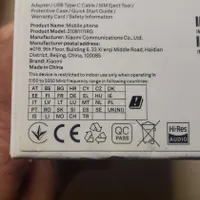 Adapter / USB Type-C Cable / SIM Eject Tool /
Protective Case / Quick Start Guide /
Warranty Card / Safety Information
Product Name: Mobile phone
Manufacturer: Xiaomi Communications Co., Ltd.
Manufacturer postal address:
#019, 9th Floor, Building 6, 33 Xi'erqi Middle Road, Haidian
District, Beijing, China, 100085
Brand: Xiaomi
Made in China
This device is restricted to indoor use when operating in the
5150 to 5350 MHz frequency range in the following countries:
AT BE BG HR CY CZ DK
EE FI FR DE EL HU IE
IT LV LT LU MT NL PL
PT RO SK SI ES SE UK(NI)
IS LI NO CH TR
QC
PASS
Hi-Res
AUDIO